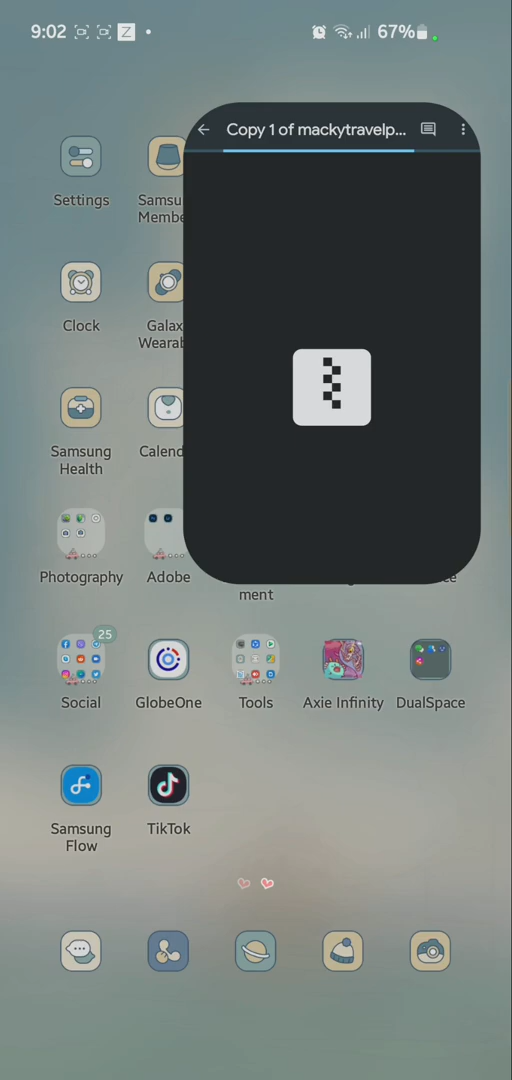 9:02
Z
67%
Copy 1 of mackytravelp...
Settings
Samsu
Membe
Clock
Galax
Wearab
Samsung
Health
Calend
Photography
Adobe
ment
25
Social
GlobeOne
Tools
Axie Infinity
DualSpace
Samsung
Flow
TikTok